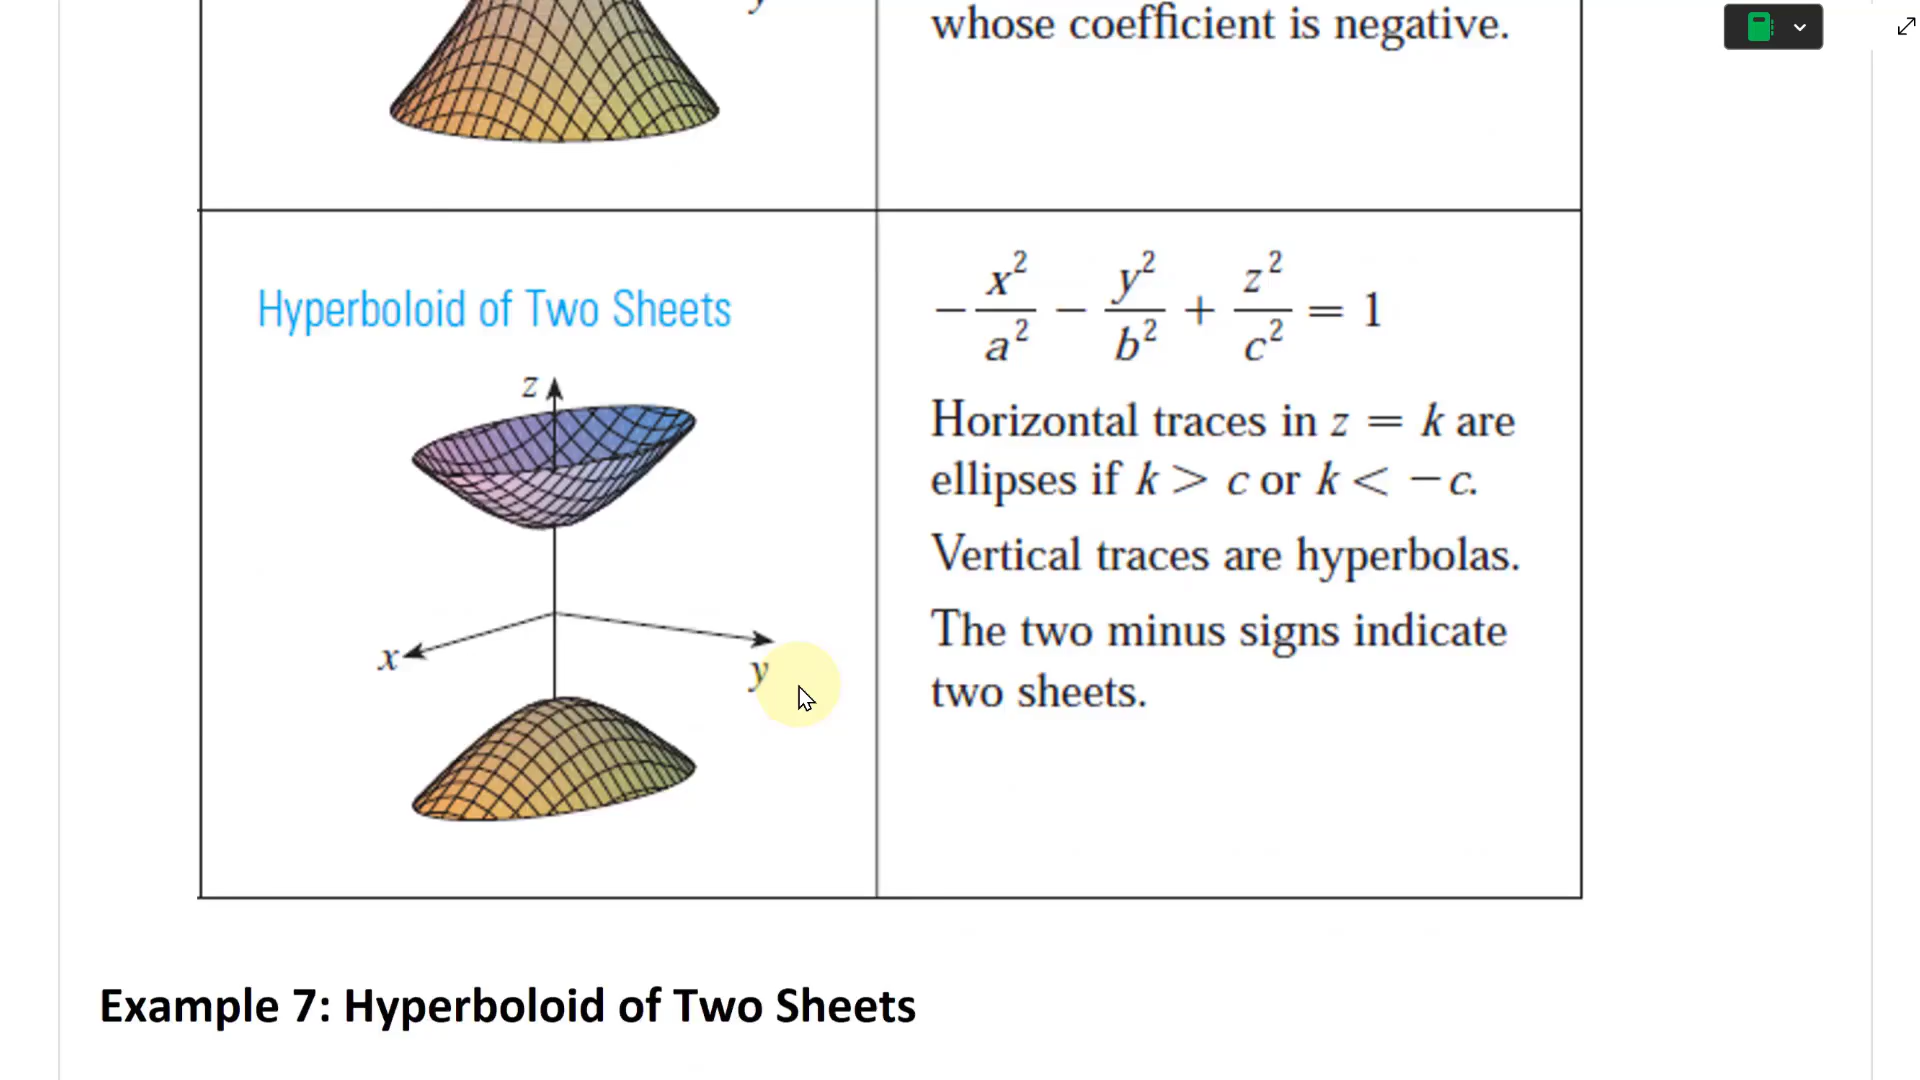 y
whose coefficient is negative.
Hyperboloid of Two Sheets
z
x
y
−x²/a² − y²/b² + z²/c² = 1
Horizontal traces in z = k are
ellipses if k > c or k < −c.
Vertical traces are hyperbolas.
The two minus signs indicate
two sheets.
Example 7: Hyperboloid of Two Sheets